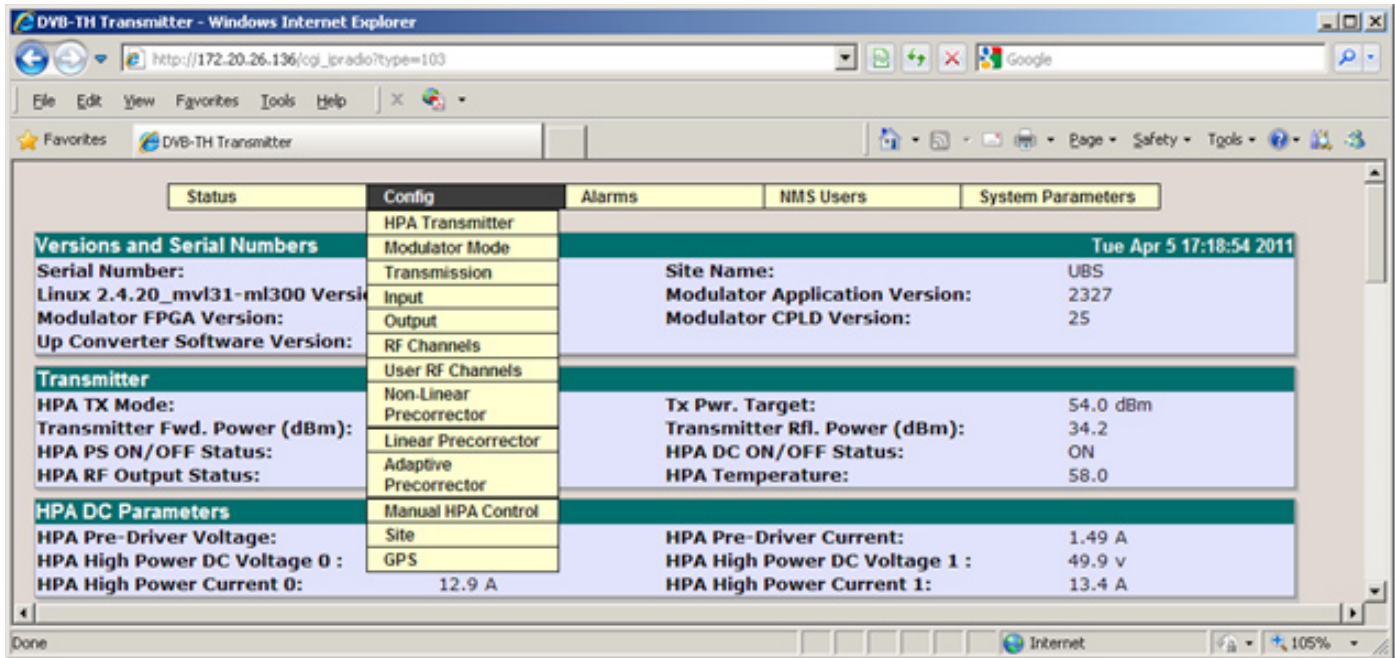 DVB-TH Transmitter - Windows Internet Explorer
http://172.20.26.136/cgi_ipradio?type=103
Google
File Edit View Favorites Tools Help
Favorites DVB-TH Transmitter Page Safety Tools
Status Config Alarms NMS Users System Parameters
HPA Transmitter
Modulator Mode
Transmission
Input
Output
RF Channels
User RF Channels
Non-Linear
Precorrector
Linear Precorrector
Adaptive
Precorrector
Manual HPA Control
Site
GPS
Versions and Serial Numbers Tue Apr 5 17:18:54 2011
Serial Number: Site Name: UBS
Linux 2.4.20_mvl31-ml300 Versi Modulator Application Version: 2327
Modulator FPGA Version: Modulator CPLD Version: 25
Up Converter Software Version:
Transmitter
HPA TX Mode: Tx Pwr. Target: 54.0 dBm
Transmitter Fwd. Power (dBm): Transmitter Rfl. Power (dBm): 34.2
HPA PS ON/OFF Status: HPA DC ON/OFF Status: ON
HPA RF Output Status: HPA Temperature: 58.0
HPA DC Parameters
HPA Pre-Driver Voltage: HPA Pre-Driver Current: 1.49 A
HPA High Power DC Voltage 0 : HPA High Power DC Voltage 1 : 49.9 v
HPA High Power Current 0: 12.9 A HPA High Power Current 1: 13.4 A
Done Internet 105%